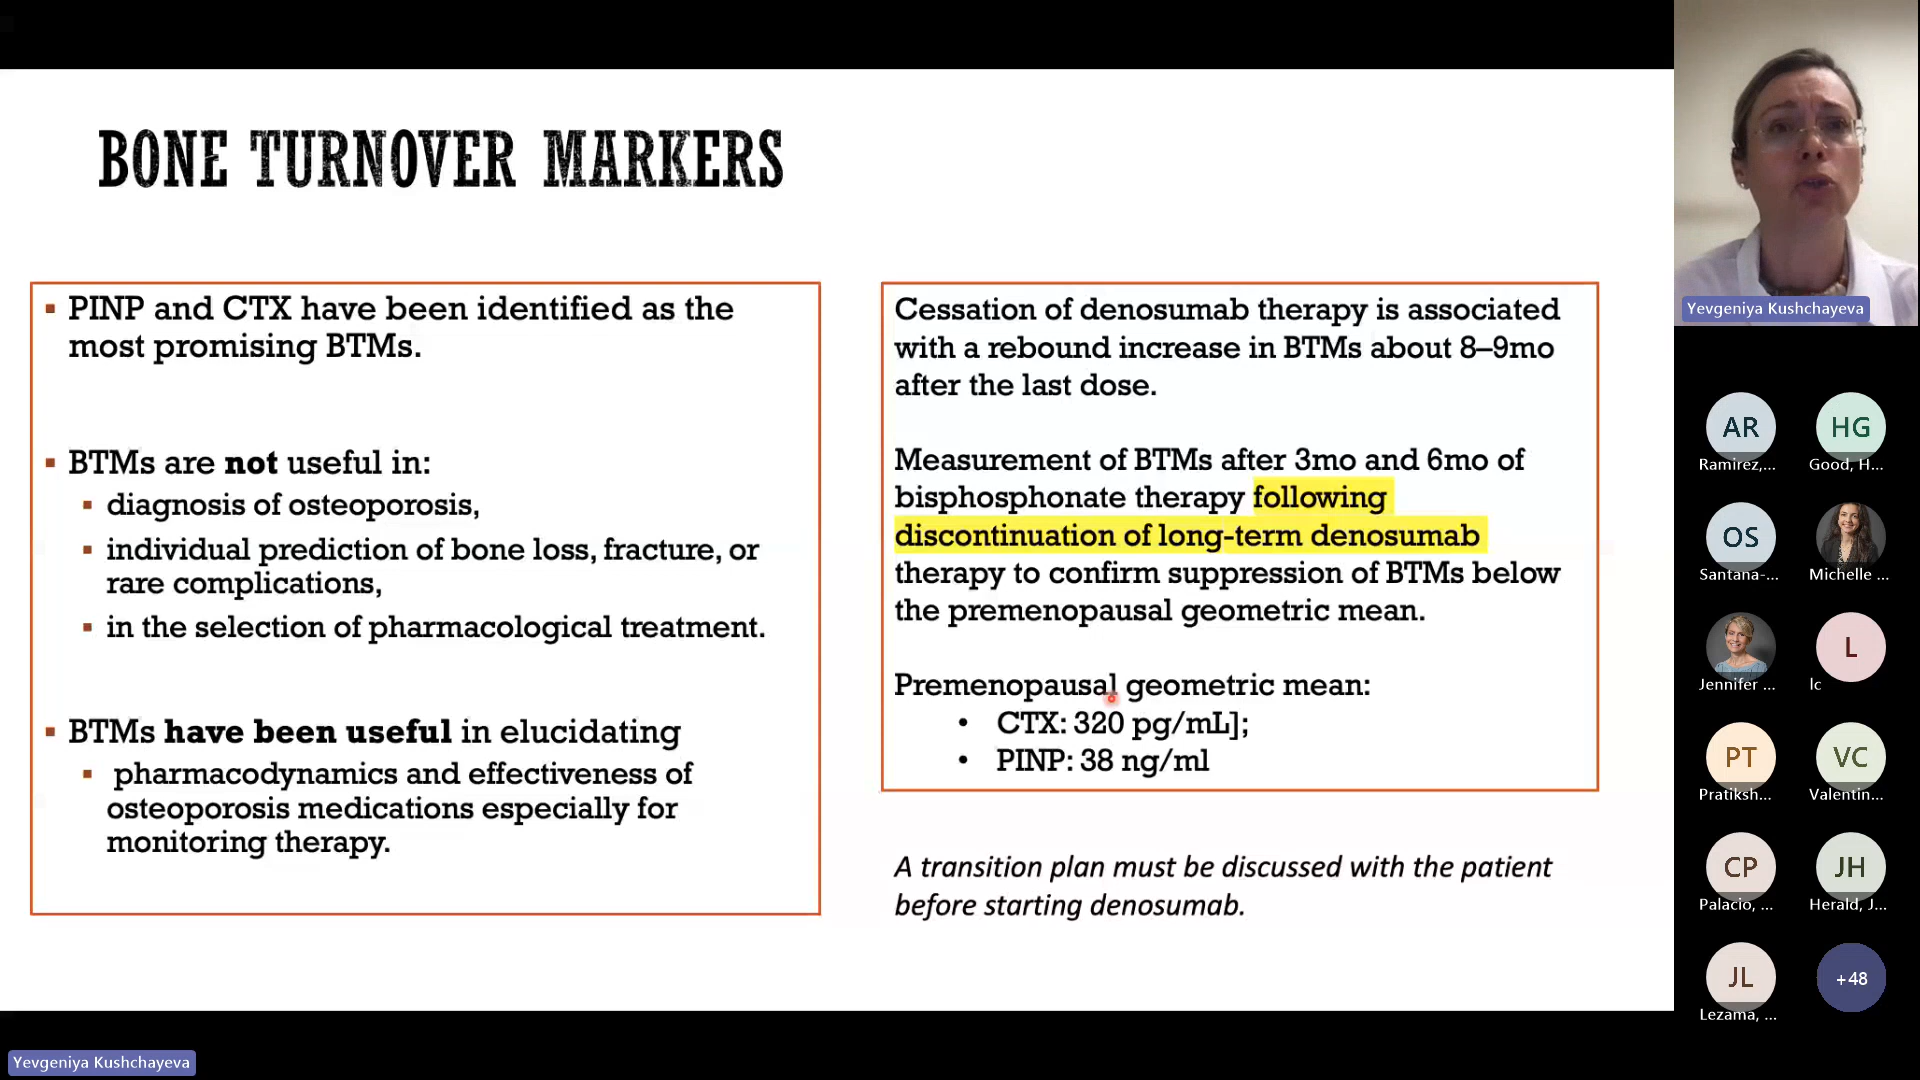 BONE TURNOVER MARKERS
▪ PINP and CTX have been identified as the
most promising BTMs.
▪ BTMs are not useful in:
▪ diagnosis of osteoporosis,
▪ individual prediction of bone loss, fracture, or
rare complications,
▪ in the selection of pharmacological treatment.
▪ BTMs have been useful in elucidating
▪ pharmacodynamics and effectiveness of
osteoporosis medications especially for
monitoring therapy.
Cessation of denosumab therapy is associated
with a rebound increase in BTMs about 8–9mo
after the last dose.
Measurement of BTMs after 3mo and 6mo of
bisphosphonate therapy following
discontinuation of long-term denosumab
therapy to confirm suppression of BTMs below
the premenopausal geometric mean.
Premenopausal geometric mean:
• CTX: 320 pg/mL];
• PINP: 38 ng/ml
A transition plan must be discussed with the patient
before starting denosumab.
Yevgeniya Kushchayeva
AR
Ramirez,...
HG
Good, H...
OS
Santana-...
Michelle ...
Jennifer ...
L
lc
PT
Pratiksh...
VC
Valentin...
CP
Palacio, ...
JH
Herald, J...
JL
Lezama, ...
+48
Yevgeniya Kushchayeva